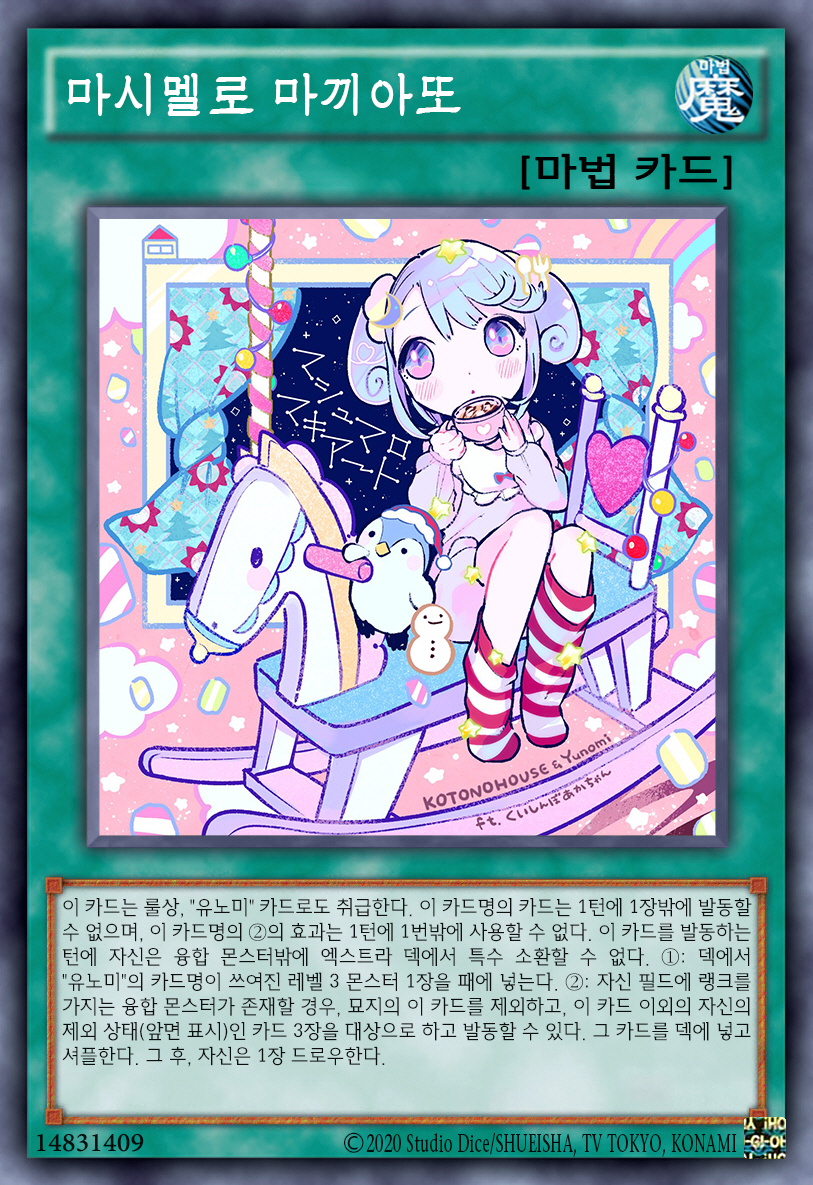 마시멜로 마끼아또
마법
魔
[마법 카드]
マシュマロ
マキアート
KOTONOHOUSE & Yunomi
ft. くいしんぼあかちゃん
이 카드는 룰상, "유노미" 카드로도 취급한다. 이 카드명의 카드는 1턴에 1장밖에 발동할
수 없으며, 이 카드명의 ②의 효과는 1턴에 1번밖에 사용할 수 없다. 이 카드를 발동하는
턴에 자신은 융합 몬스터밖에 엑스트라 덱에서 특수 소환할 수 없다. ①: 덱에서
"유노미"의 카드명이 쓰여진 레벨 3 몬스터 1장을 패에 넣는다. ②: 자신 필드에 랭크를
가지는 융합 몬스터가 존재할 경우, 묘지의 이 카드를 제외하고, 이 카드 이외의 자신의
제외 상태(앞면 표시)인 카드 3장을 대상으로 하고 발동할 수 있다. 그 카드를 덱에 넣고
셔플한다. 그 후, 자신은 1장 드로우한다.
14831409
©2020 Studio Dice/SHUEISHA, TV TOKYO, KONAMI